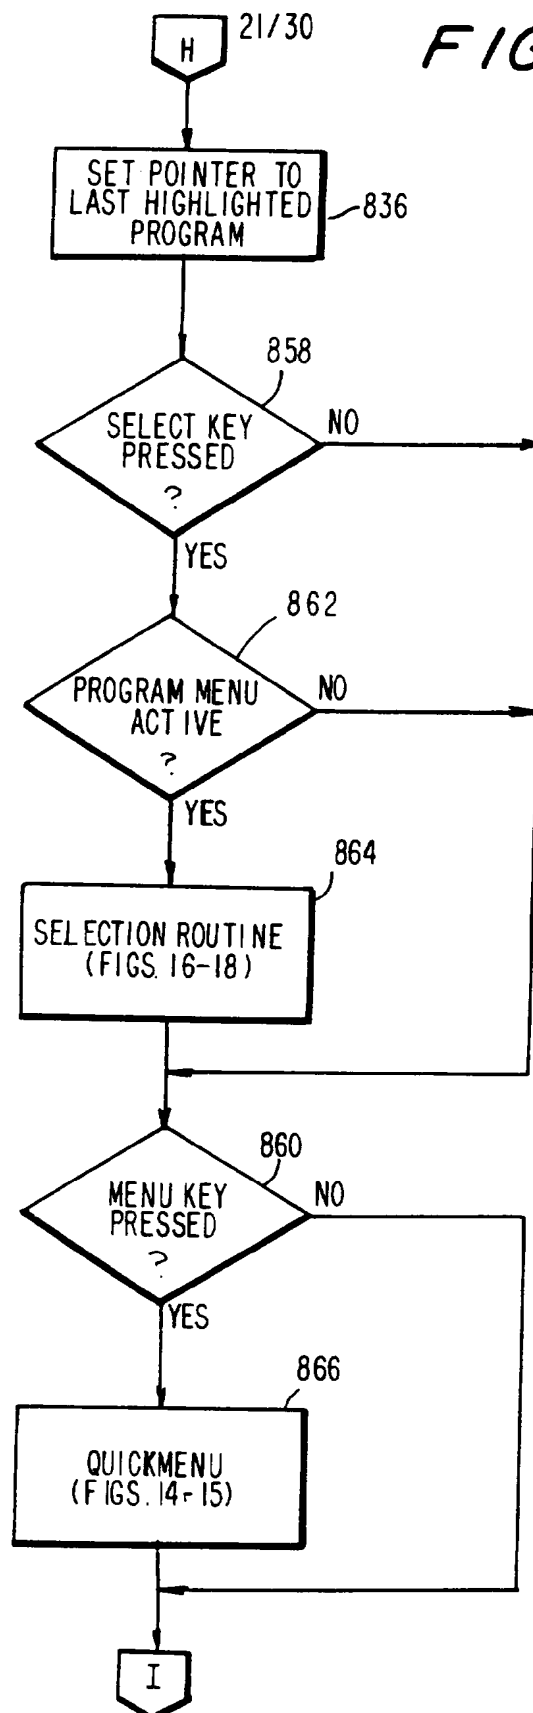 21/30
H
FIG
SET POINTER TO
LAST HIGHLIGHTED
PROGRAM
836
858
SELECT KEY
PRESSED
?
NO
YES
862
PROGRAM MENU
ACTIVE
?
NO
YES
864
SELECTION ROUTINE
(FIGS. 16-18)
860
MENU KEY
PRESSED
?
NO
YES
866
QUICKMENU
(FIGS. 14-15)
I